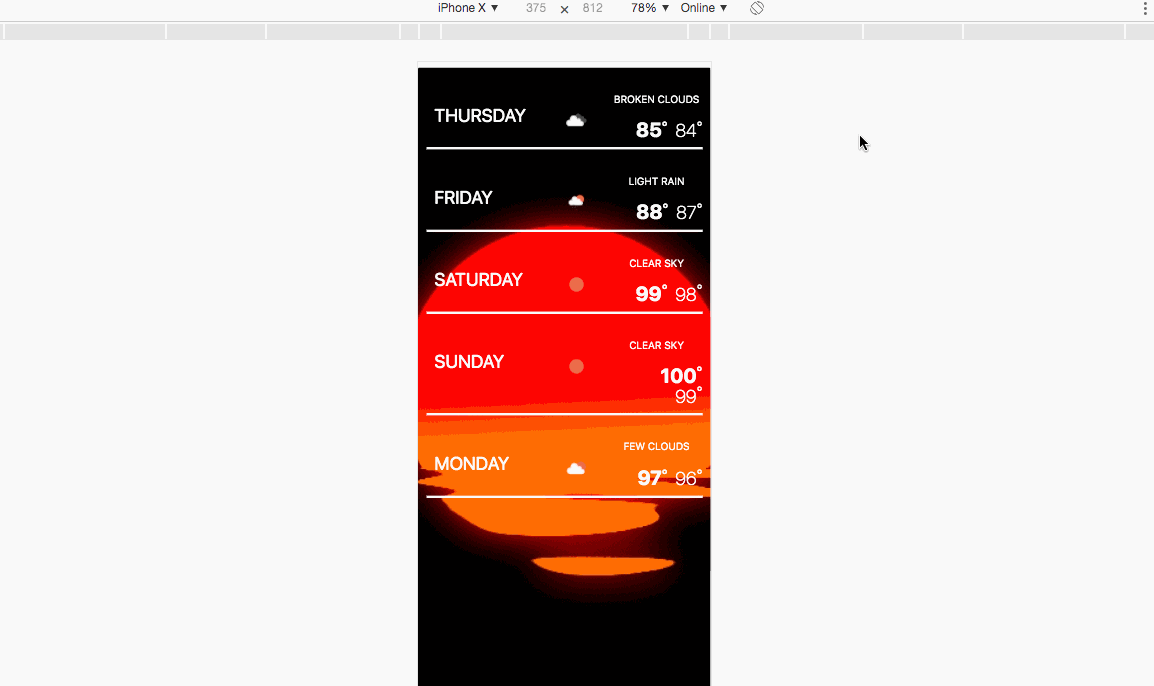 iPhone X ▼ 375 × 812 78% ▼ Online ▼
THURSDAY
BROKEN CLOUDS
85° 84°
FRIDAY
LIGHT RAIN
88° 87°
SATURDAY
CLEAR SKY
99° 98°
SUNDAY
CLEAR SKY
100°
99°
MONDAY
FEW CLOUDS
97° 96°